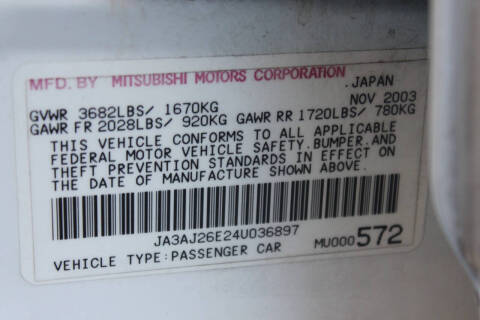 MFD. BY MITSUBISHI MOTORS CORPORATION
JAPAN
GVWR 3682LBS/ 1670KG NOV 2003
GAWR FR 2028LBS/ 920KG GAWR RR 1720LBS/ 780KG
THIS VEHICLE CONFORMS TO ALL APPLICABLE
FEDERAL MOTOR VEHICLE SAFETY,BUMPER,AND
THEFT PREVENTION STANDARDS IN EFFECT ON
THE DATE OF MANUFACTURE SHOWN ABOVE.
JA3AJ26E24U036897
VEHICLE TYPE:PASSENGER CAR MU000572